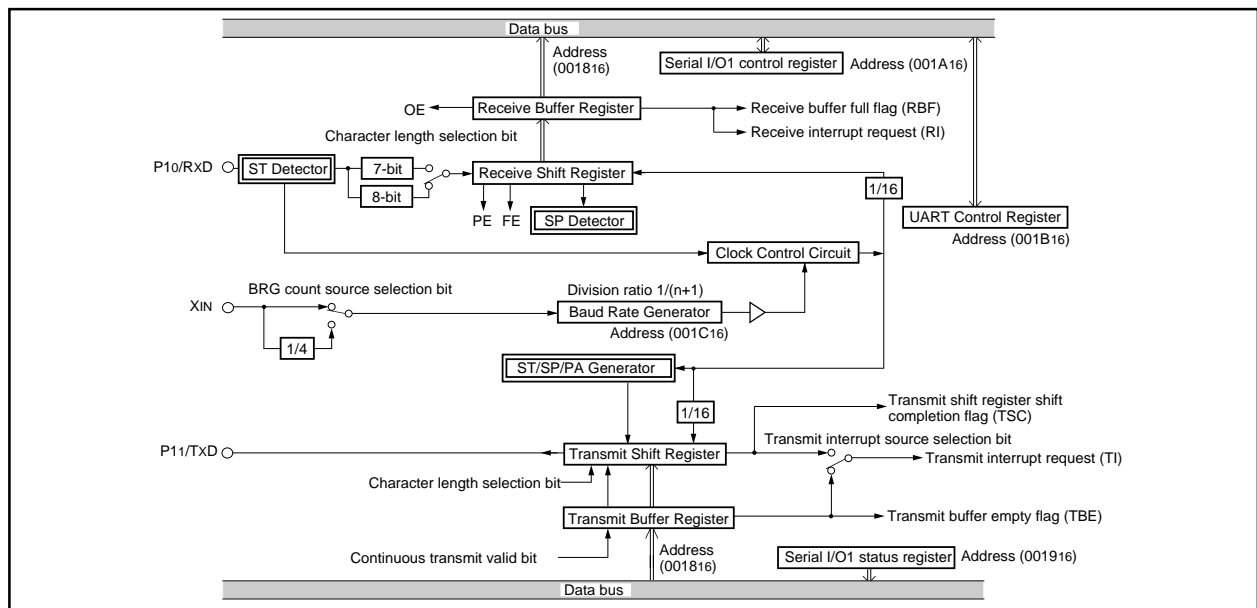 Data bus
Address
(001816)
Serial I/O1 control register
Address (001A16)
OE
Receive Buffer Register
Receive buffer full flag (RBF)
Receive interrupt request (RI)
Character length selection bit
P10/RXD
ST Detector
7-bit
8-bit
Receive Shift Register
1/16
PE
FE
SP Detector
UART Control Register
Address (001B16)
Clock Control Circuit
XIN
BRG count source selection bit
Division ratio 1/(n+1)
Baud Rate Generator
Address (001C16)
1/4
ST/SP/PA Generator
1/16
Transmit shift register shift
completion flag (TSC)
Transmit interrupt source selection bit
P11/TXD
Transmit Shift Register
Transmit interrupt request (TI)
Character length selection bit
Transmit Buffer Register
Transmit buffer empty flag (TBE)
Continuous transmit valid bit
Address
(001816)
Serial I/O1 status register
Address (001916)
Data bus